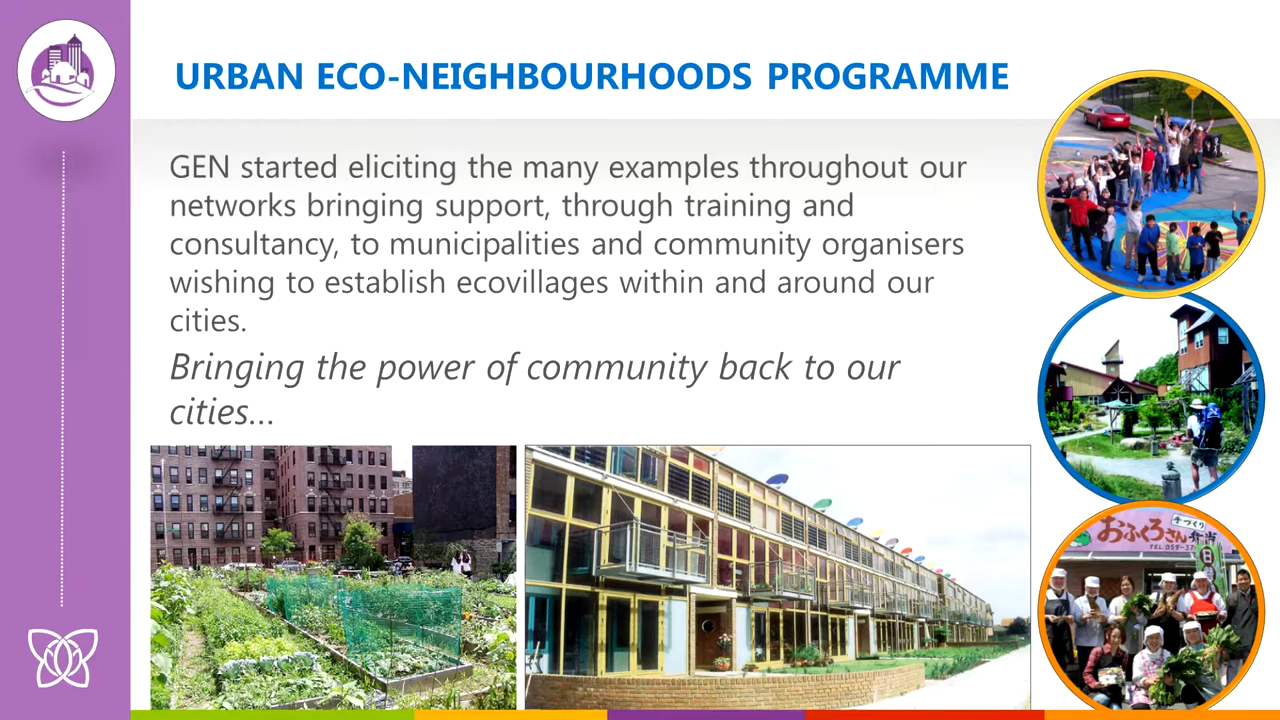 URBAN ECO-NEIGHBOURHOODS PROGRAMME
GEN started eliciting the many examples throughout our
networks bringing support, through training and
consultancy, to municipalities and community organisers
wishing to establish ecovillages within and around our
cities.
Bringing the power of community back to our
cities...
手づくり
おふくろさん弁当